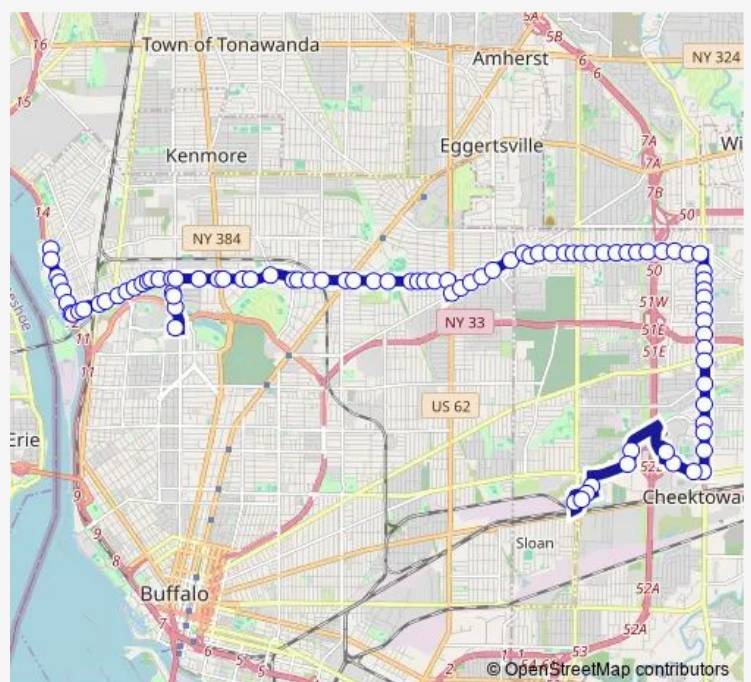 5A
5B
16
Town of Tonawanda
6
6
NY 324
Amherst
15
7A
Kenmore
Eggertsville
7A
Wi
7B
14
50
NY 384
50
51W
NY 33
51E
11
51E
11
US 62
Erie
52
Cheektowa
9
Sloan
9
8
52A
Buffalo
7
6
52A
5
5
2
1
53
© OpenStreetMap contributors